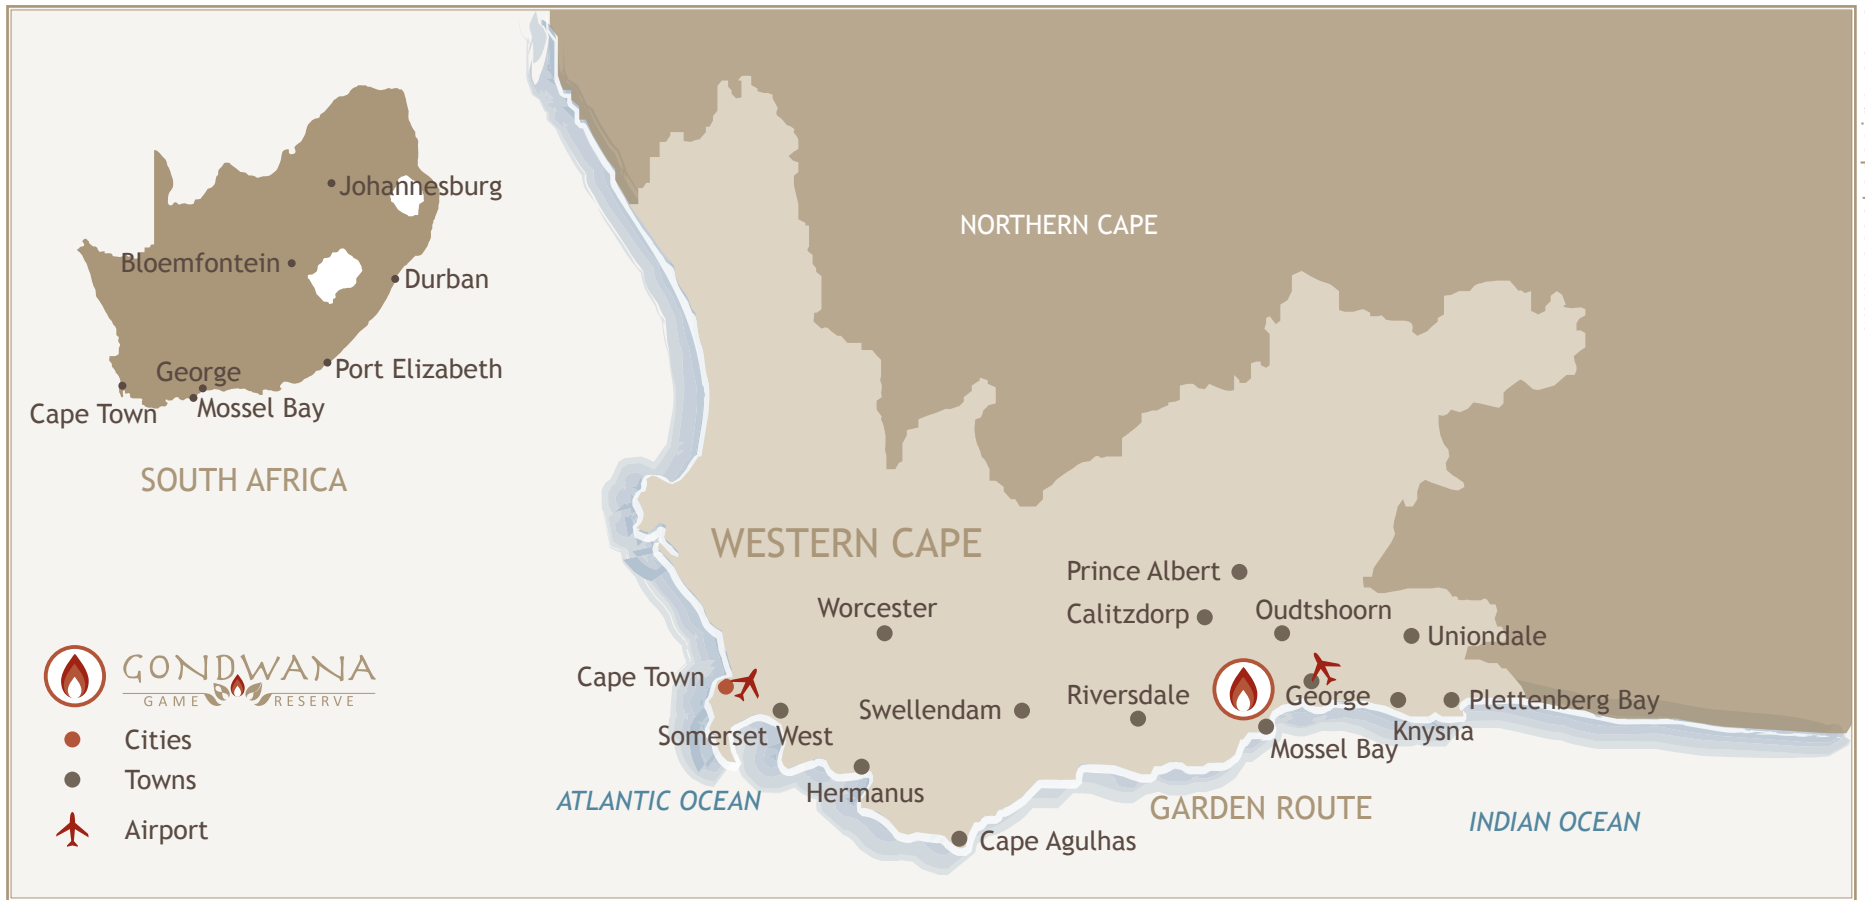 Johannesburg
Bloemfontein
Durban
George
Port Elizabeth
Cape Town
Mossel Bay
SOUTH AFRICA
GONDWANA
GAME RESERVE
Cities
Towns
Airport
NORTHERN CAPE
WESTERN CAPE
Prince Albert
Worcester
Calitzdorp
Oudtshoorn
Uniondale
Cape Town
Swellendam
Riversdale
George
Plettenberg Bay
Somerset West
Knysna
Mossel Bay
Hermanus
ATLANTIC OCEAN
GARDEN ROUTE
INDIAN OCEAN
Cape Agulhas